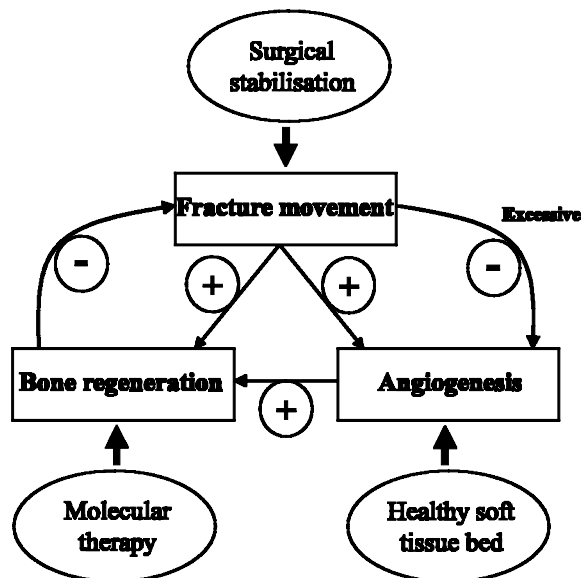 Surgical
stabilisation
Fracture movement
Excessive
-
-
+
+
Bone regeneration
Angiogenesis
+
Molecular
therapy
Healthy soft
tissue bed